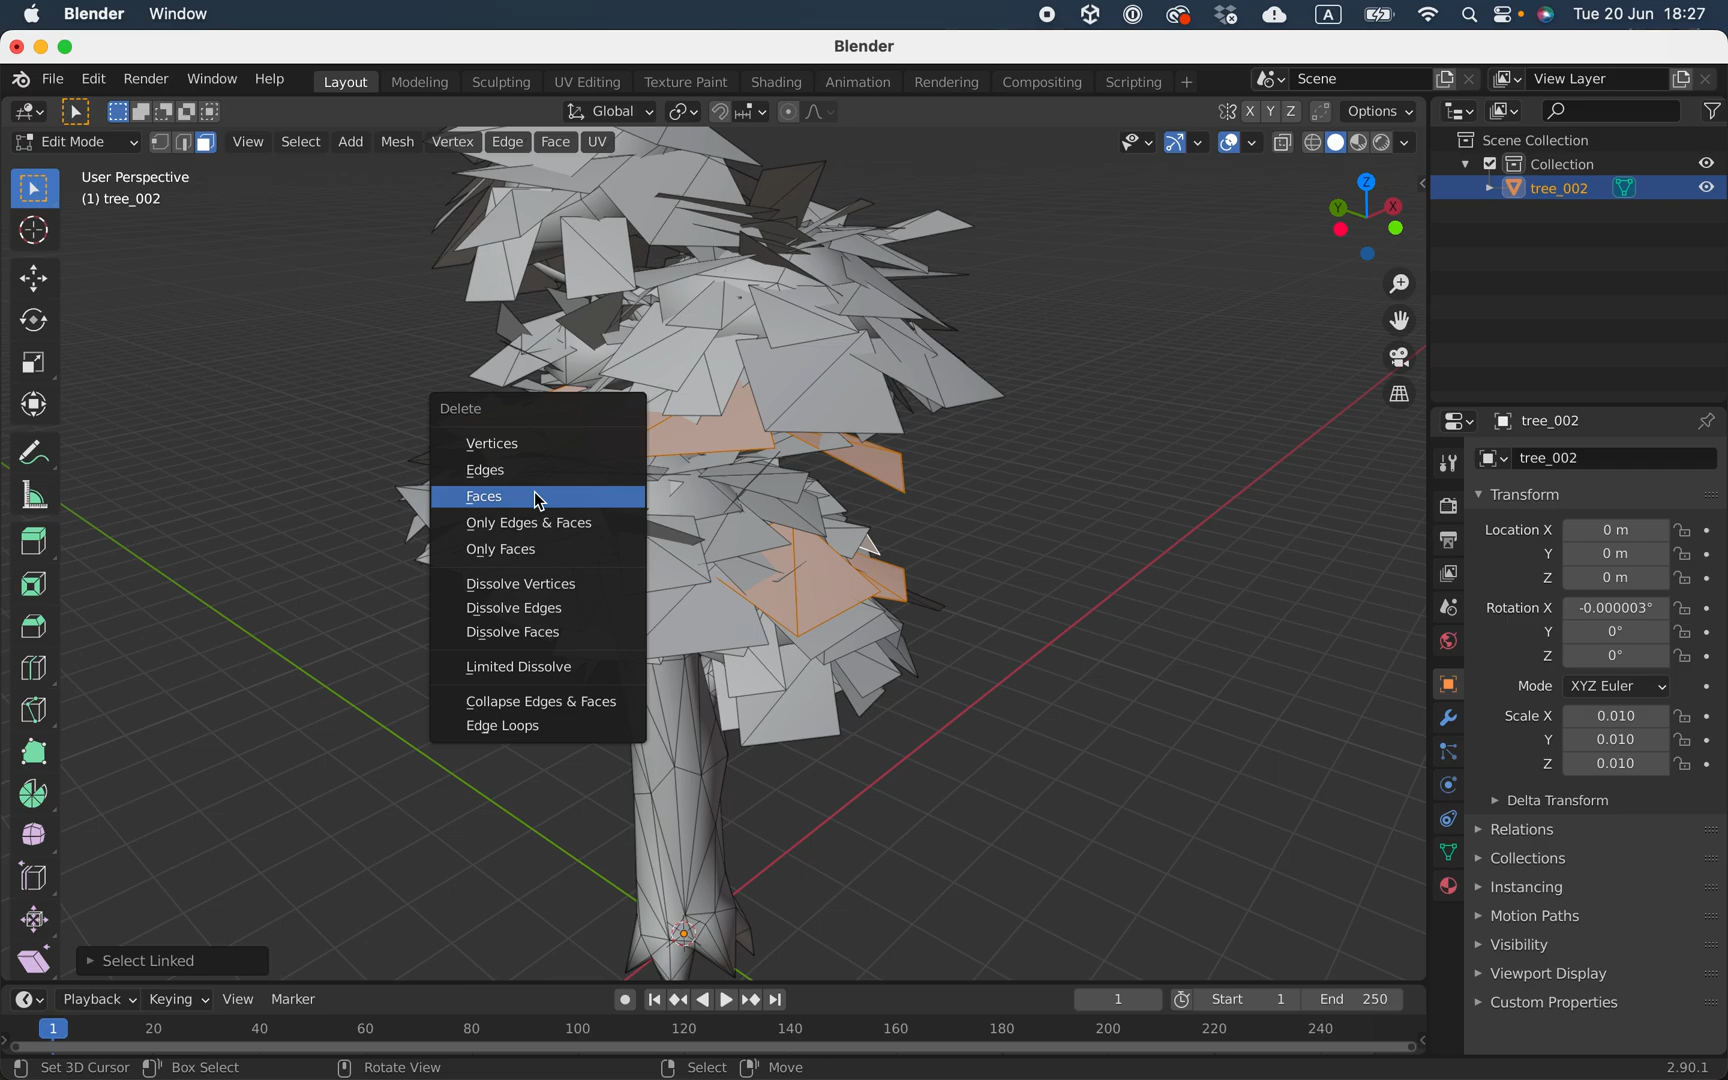 Blender Window A Tue 20 Jun 18:27
Blender
File Edit Render Window Help Layout Modeling Sculpting UV Editing Texture Paint Shading Animation Rendering Compositing Scripting + Scene View Layer
Global X Y Z Options
Edit Mode View Select Add Mesh Vertex Edge Face UV
Scene Collection
Collection
tree_002
User Perspective
(1) tree_002
Z
Y X
Delete
Vertices
Edges
Faces
Only Edges & Faces
Only Faces
Dissolve Vertices
Dissolve Edges
Dissolve Faces
Limited Dissolve
Collapse Edges & Faces
Edge Loops
Select Linked
tree_002
tree_002
Transform
Location X 0 m
Y 0 m
Z 0 m
Rotation X -0.000003°
Y 0°
Z 0°
Mode XYZ Euler
Scale X 0.010
Y 0.010
Z 0.010
Delta Transform
Relations
Collections
Instancing
Motion Paths
Visibility
Viewport Display
Custom Properties
Playback Keying View Marker 1 Start 1 End 250
1 20 40 60 80 100 120 140 160 180 200 220 240
Set 3D Cursor Box Select Rotate View Select Move 2.90.1